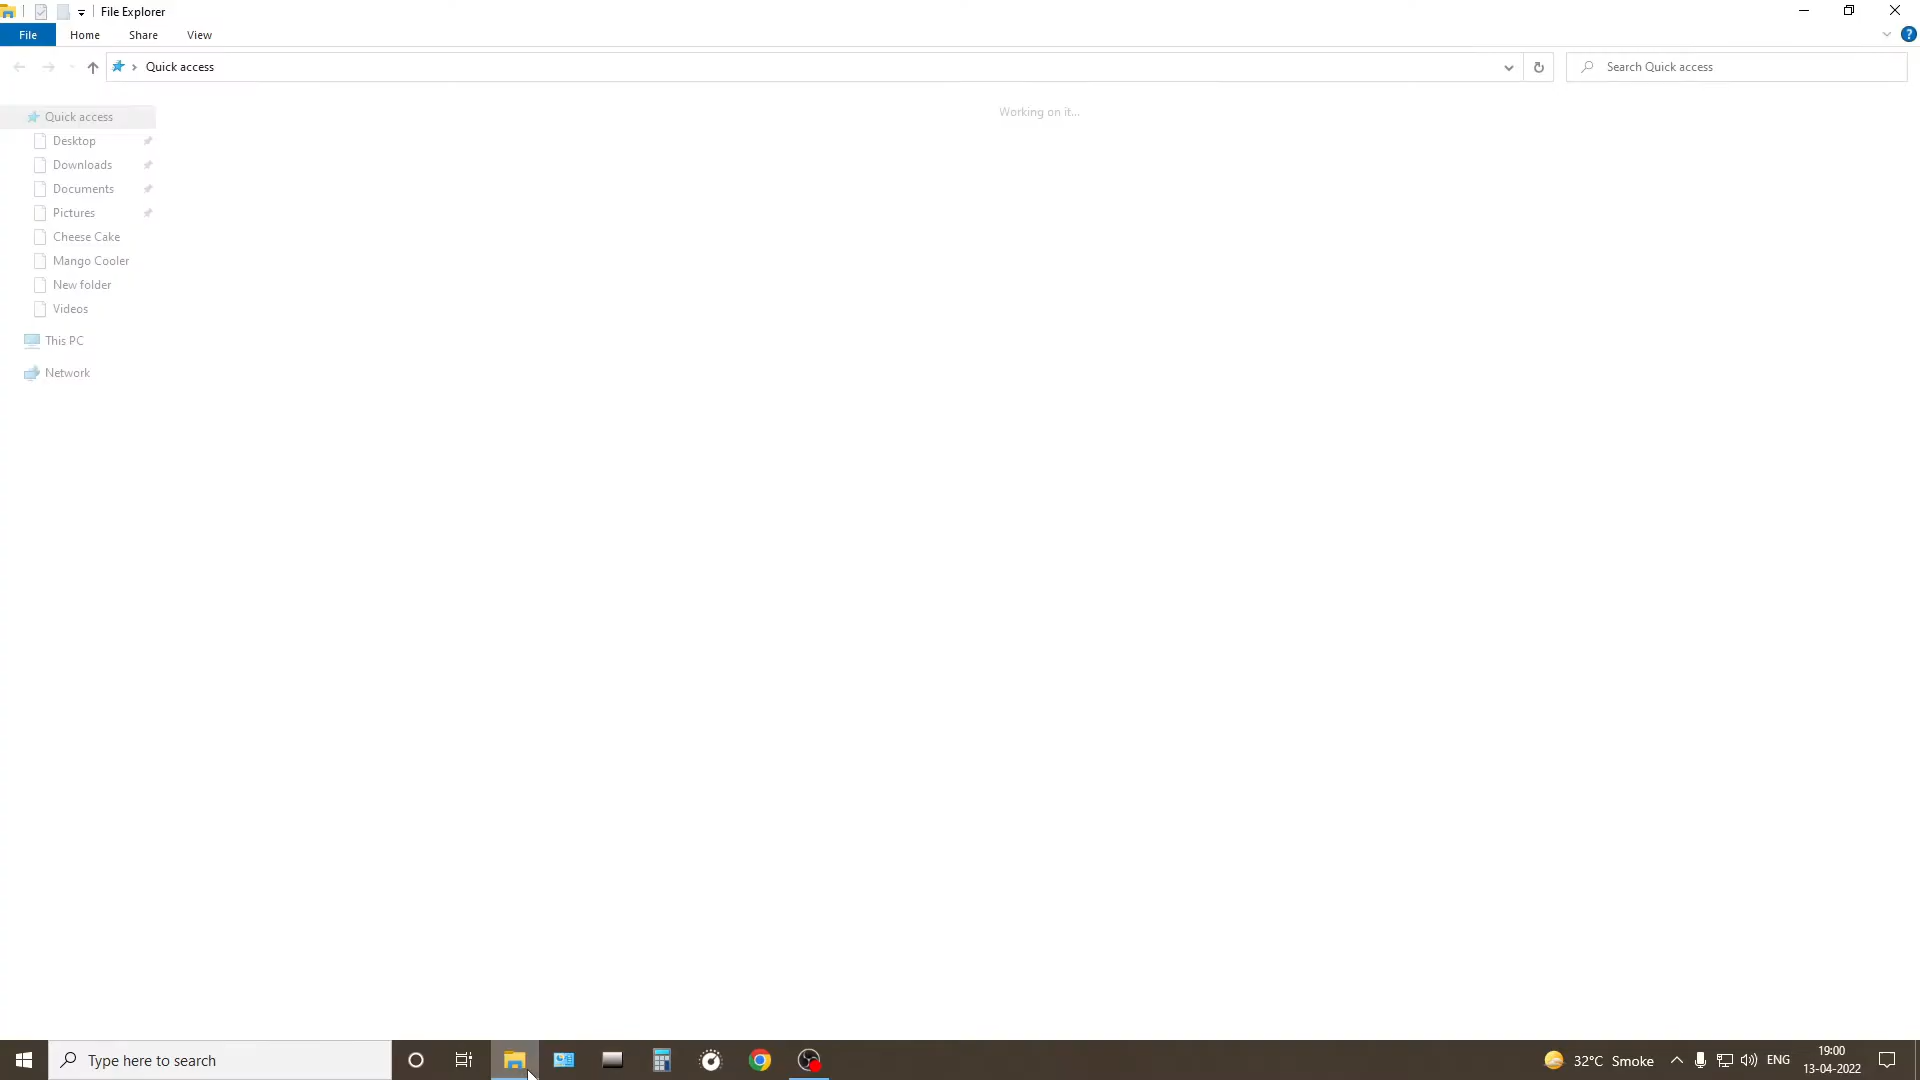 File Explorer
File Home Share View
?
Quick access
Search Quick access
Working on it...
Quick access
Desktop
Downloads
Documents
Pictures
Cheese Cake
Mango Cooler
New folder
Videos
This PC
Network
Type here to search
32°C Smoke
ENG
19:00
13-04-2022